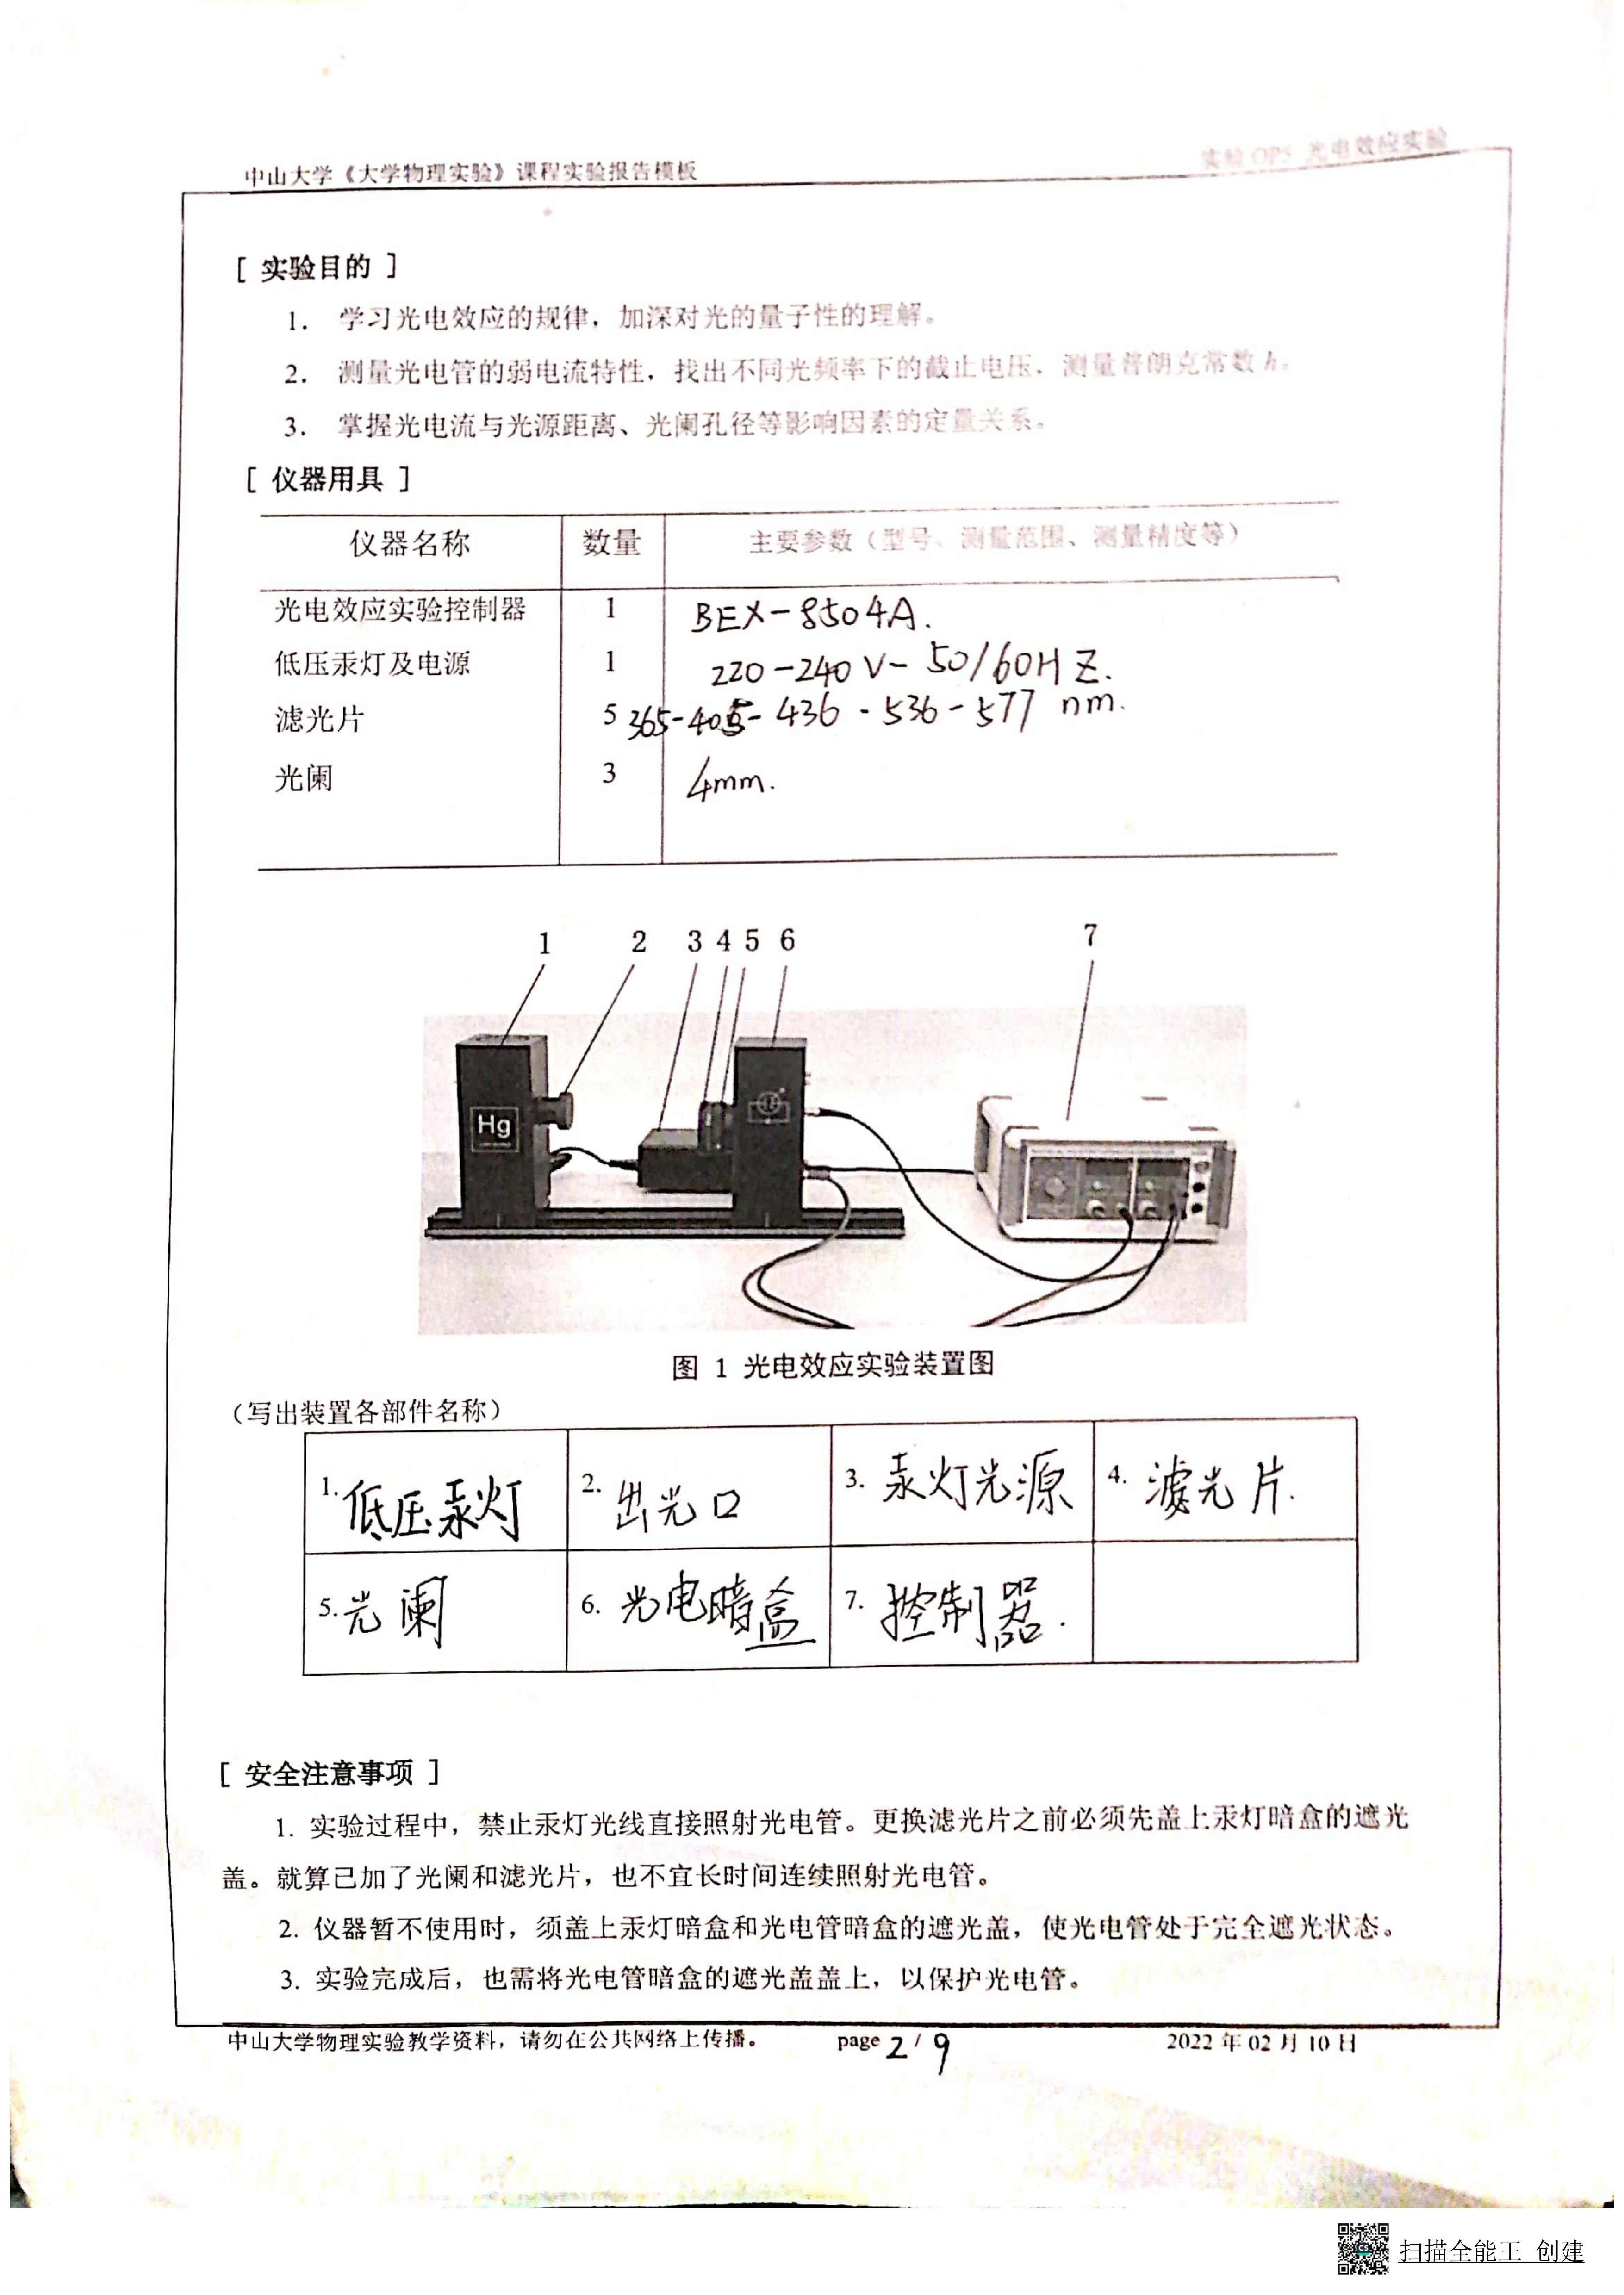 中山大学《大学物理实验》课程实验报告模板
实验 OP5 光电效应实验
[ 实验目的 ]
1. 学习光电效应的规律，加深对光的量子性的理解。
2. 测量光电管的弱电流特性，找出不同光频率下的截止电压、测量普朗克常数 h。
3. 掌握光电流与光源距离、光阑孔径等影响因素的定量关系。
[ 仪器用具 ]
仪器名称 数量 主要参数（型号、测量范围、测量精度等）
光电效应实验控制器 1 BEX-8504A.
低压汞灯及电源 1 220-240V-50/60HZ.
滤光片 5 365-405-436-536-577 nm.
光阑 3 4mm.
1 2 3 4 5 6 7
Hg
图 1 光电效应实验装置图
（写出装置各部件名称）
1. 低压汞灯 2. 出光口 3. 汞灯光源 4. 滤光片.
5. 光阑 6. 光电暗盒 7. 控制器.
[ 安全注意事项 ]
1. 实验过程中，禁止汞灯光线直接照射光电管。更换滤光片之前必须先盖上汞灯暗盒的遮光
盖。就算已加了光阑和滤光片，也不宜长时间连续照射光电管。
2. 仪器暂不使用时，须盖上汞灯暗盒和光电管暗盒的遮光盖，使光电管处于完全遮光状态。
3. 实验完成后，也需将光电管暗盒的遮光盖盖上，以保护光电管。
中山大学物理实验教学资料，请勿在公共网络上传播。 page 2 / 9 2022 年 02 月 10 日
扫描全能王 创建